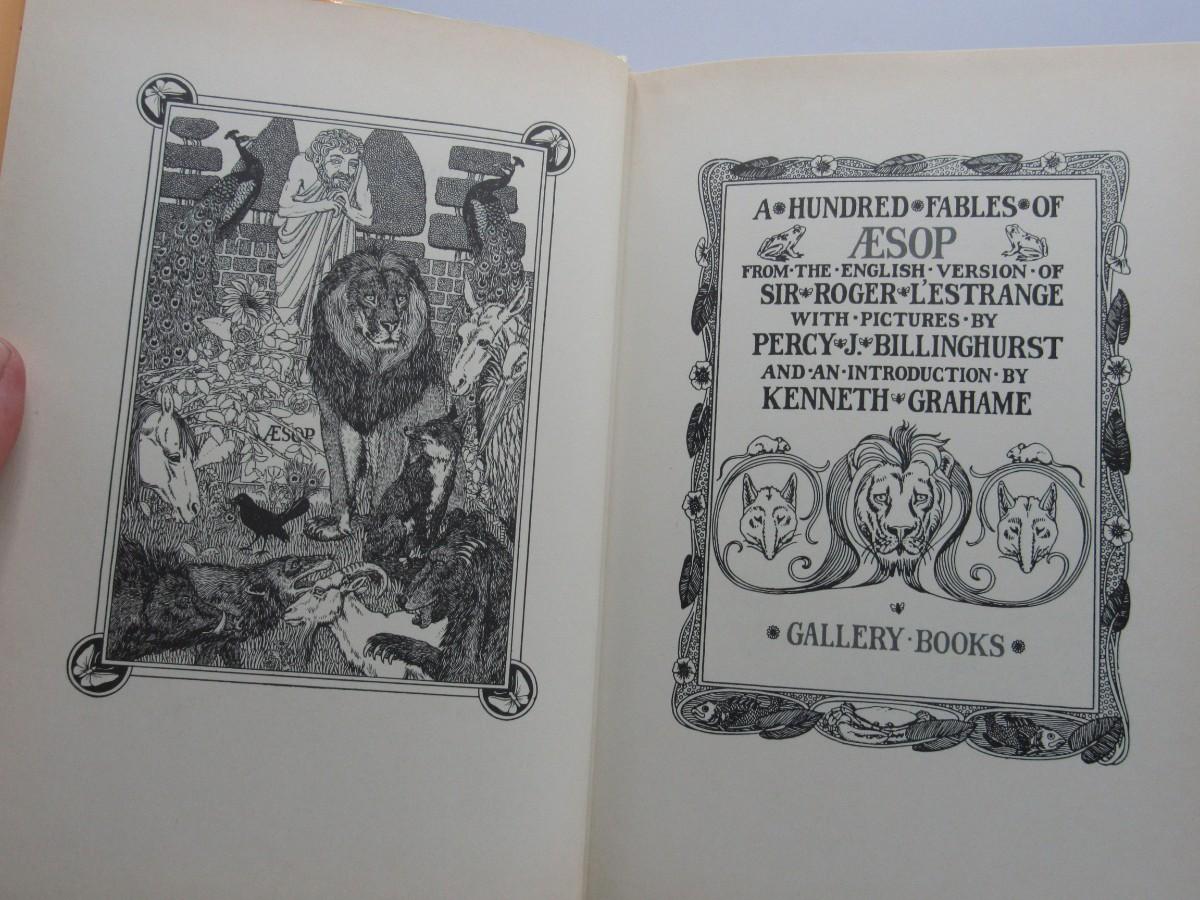 ÆSOP
A HUNDRED FABLES OF
ÆSOP
FROM·THE·ENGLISH·VERSION·OF
SIR ROGER L'ESTRANGE
WITH·PICTURES·BY
PERCY J. BILLINGHURST
AND·AN·INTRODUCTION·BY
KENNETH GRAHAME
GALLERY·BOOKS